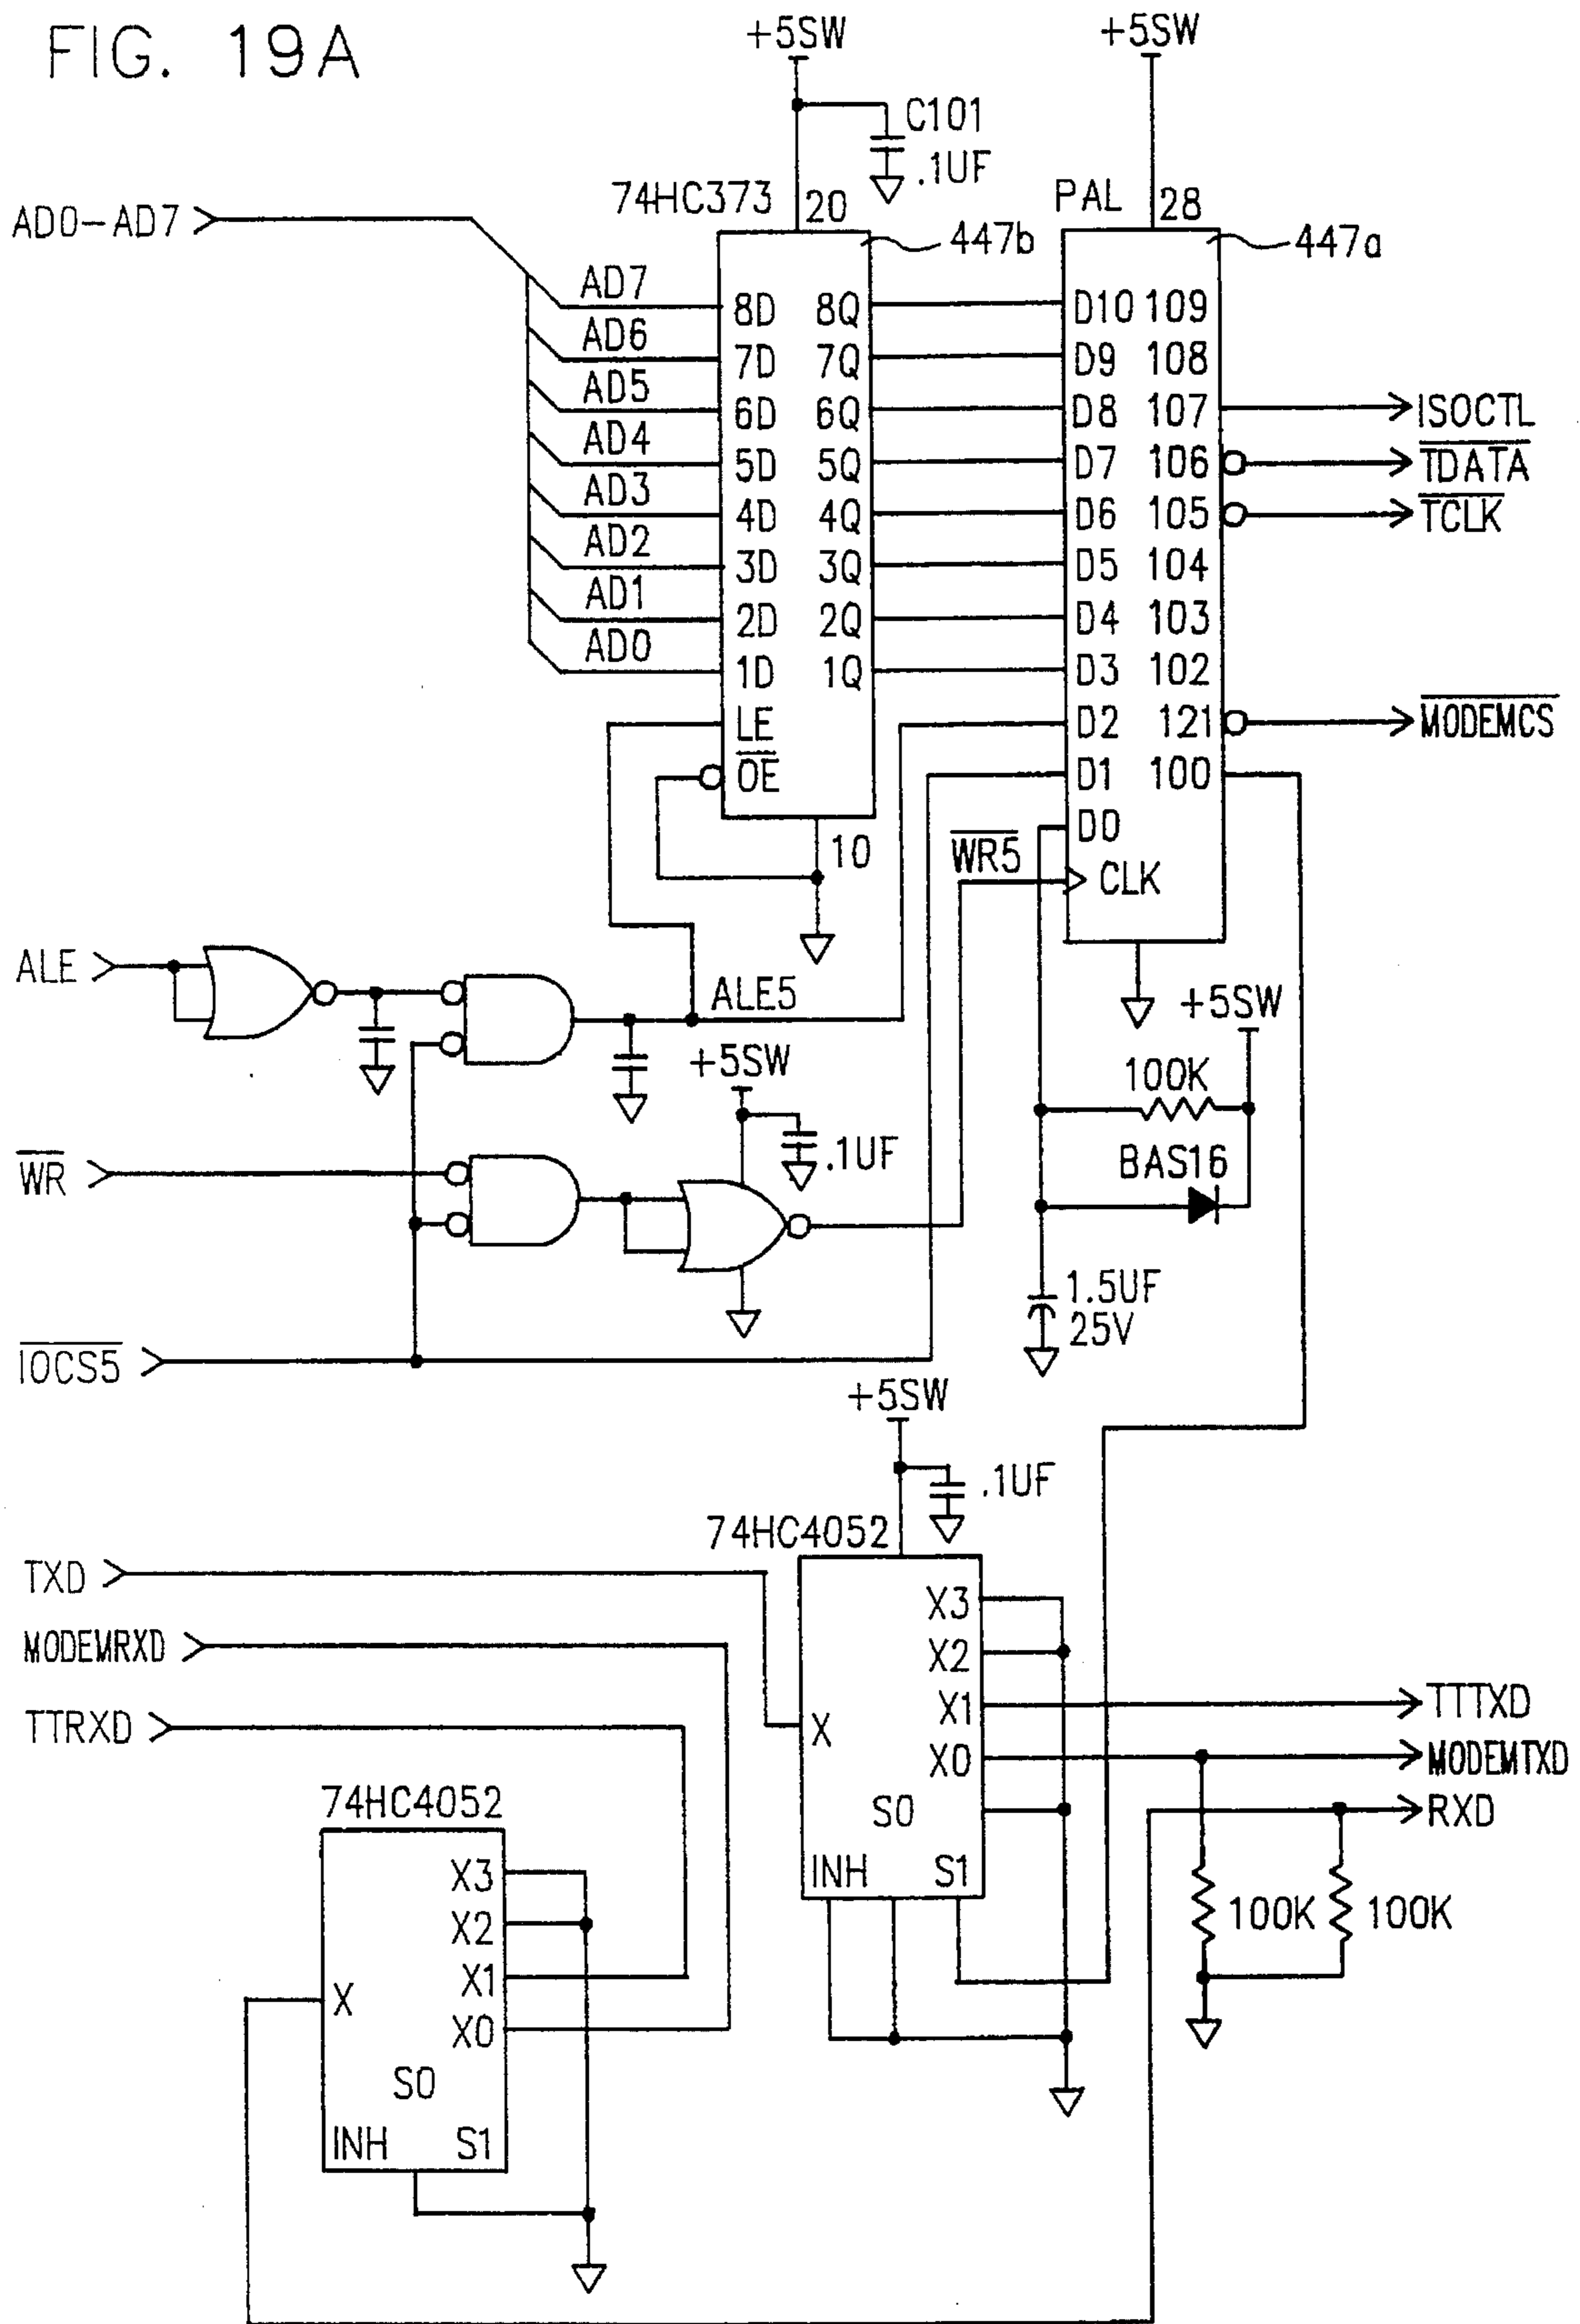 FIG. 19A
+5SW
+5SW
C101
.1UF
74HC373
20
PAL
28
AD0-AD7
447b
447a
AD7
8D
8Q
D10
109
AD6
7D
7Q
D9
108
AD5
6D
6Q
D8
107
ISOCTL
AD4
5D
5Q
D7
106
TDATA
AD3
4D
4Q
D6
105
TCLK
AD2
3D
3Q
D5
104
AD1
2D
2Q
D4
103
AD0
1D
1Q
D3
102
LE
D2
121
MODEMCS
OE
D1
100
DO
10
WR5
CLK
ALE
ALE5
+5SW
+5SW
100K
.1UF
WR
BAS16
1.5UF
25V
IOCS5
+5SW
.1UF
74HC4052
TXD
X3
MODEMRXD
X2
X1
TTTXD
TTRXD
X
X0
MODEMTXD
74HC4052
S0
RXD
X3
INH
S1
X2
100K
100K
X1
X
X0
S0
INH
S1